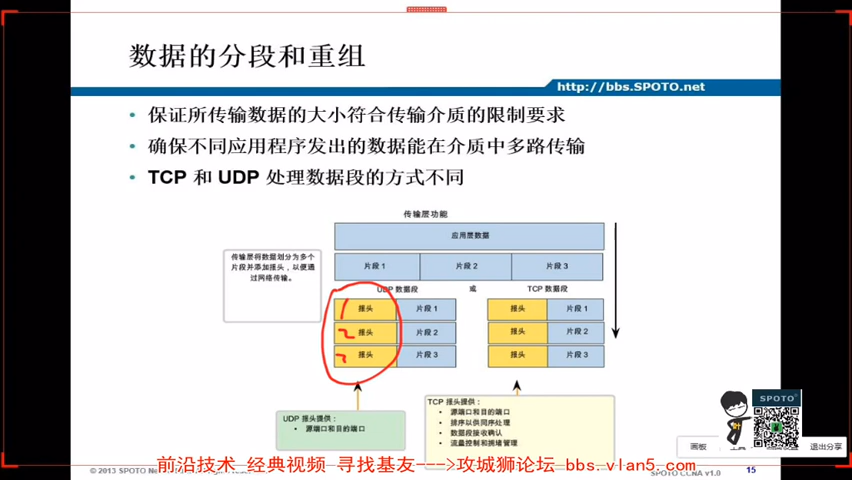 数据的分段和重组
http://bbs.SPOTO.net
• 保证所传输数据的大小符合传输介质的限制要求
• 确保不同应用程序发出的数据能在介质中多路传输
• TCP 和 UDP 处理数据段的方式不同
传输层功能
应用层数据
传输层将数据划分为多个
片段并添加报头，以便通
过网络传输。
片段 1 片段 2 片段 3
UDP 数据段 或 TCP 数据段
1 报头 片段 1 报头 片段 1
2 报头 片段 2 报头 片段 2
3 报头 片段 3 报头 片段 3
UDP 报头提供：
• 源端口和目的端口
TCP 报头提供：
• 源端口和目的端口
• 排序以供同序处理
• 数据段接收确认
• 流量控制和拥堵管理
SPOTO
画板
退出分享
前沿技术 经典视频 寻找基友--->攻城狮论坛 bbs.vlan5.com
© 2013 SPOTO
SPOTO CCNA v1.0
15